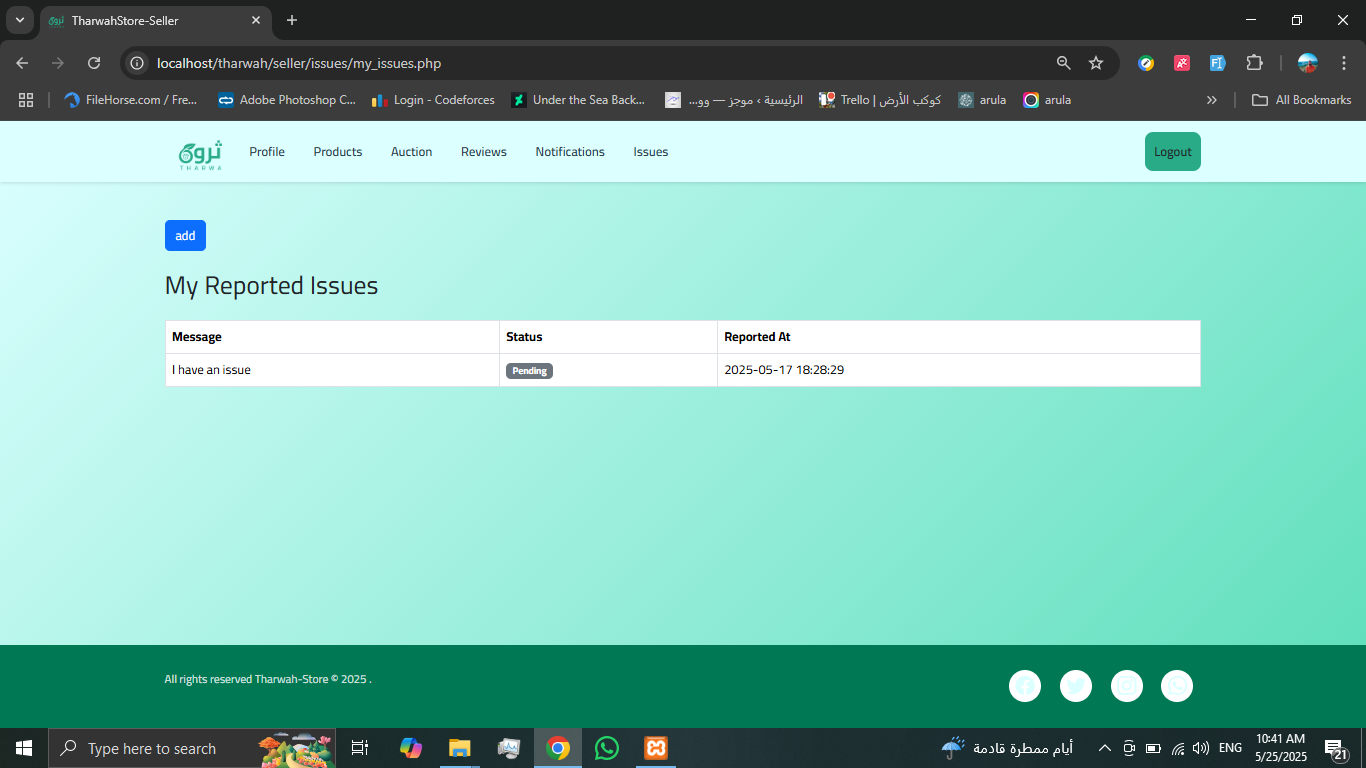 TharwahStore-Seller
localhost/tharwah/seller/issues/my_issues.php
FileHorse.com / Fre...
Adobe Photoshop C...
Login - Codeforces
Under the Sea Back...
الرئيسية › موجز — وو...
Trello | كوكب الأرض
arula
arula
All Bookmarks
ثروة
THARWA
Profile
Products
Auction
Reviews
Notifications
Issues
Logout
add
My Reported Issues
Message Status Reported At
I have an issue Pending 2025-05-17 18:28:29
All rights reserved Tharwah-Store © 2025 .
Type here to search
أيام ممطرة قادمة
ENG
10:41 AM
5/25/2025
21